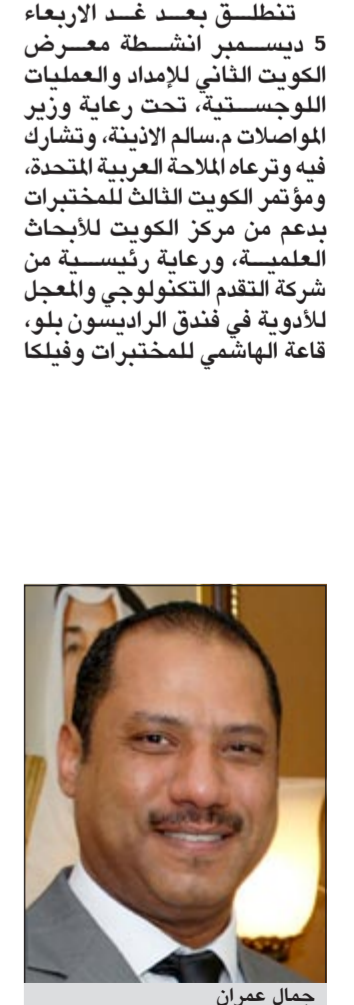 تنطلق بعد غد الاربعاء
5 ديسمبر انشطة معرض
الكويت الثاني للإمداد والعمليات
اللوجستية، تحت رعاية وزير
المواصلات م.سالم الاذينة، وتشارك
فيه وترعاه الملاحة العربية المتحدة،
ومؤتمر الكويت الثالث للمختبرات
بدعم من مركز الكويت للأبحاث
العلمية، ورعاية رئيسية من
شركة التقدم التكنولوجي والمعجل
للأدوية في فندق الراديسون بلو،
قاعة الهاشمي للمختبرات وفيلكا
جمال عمران